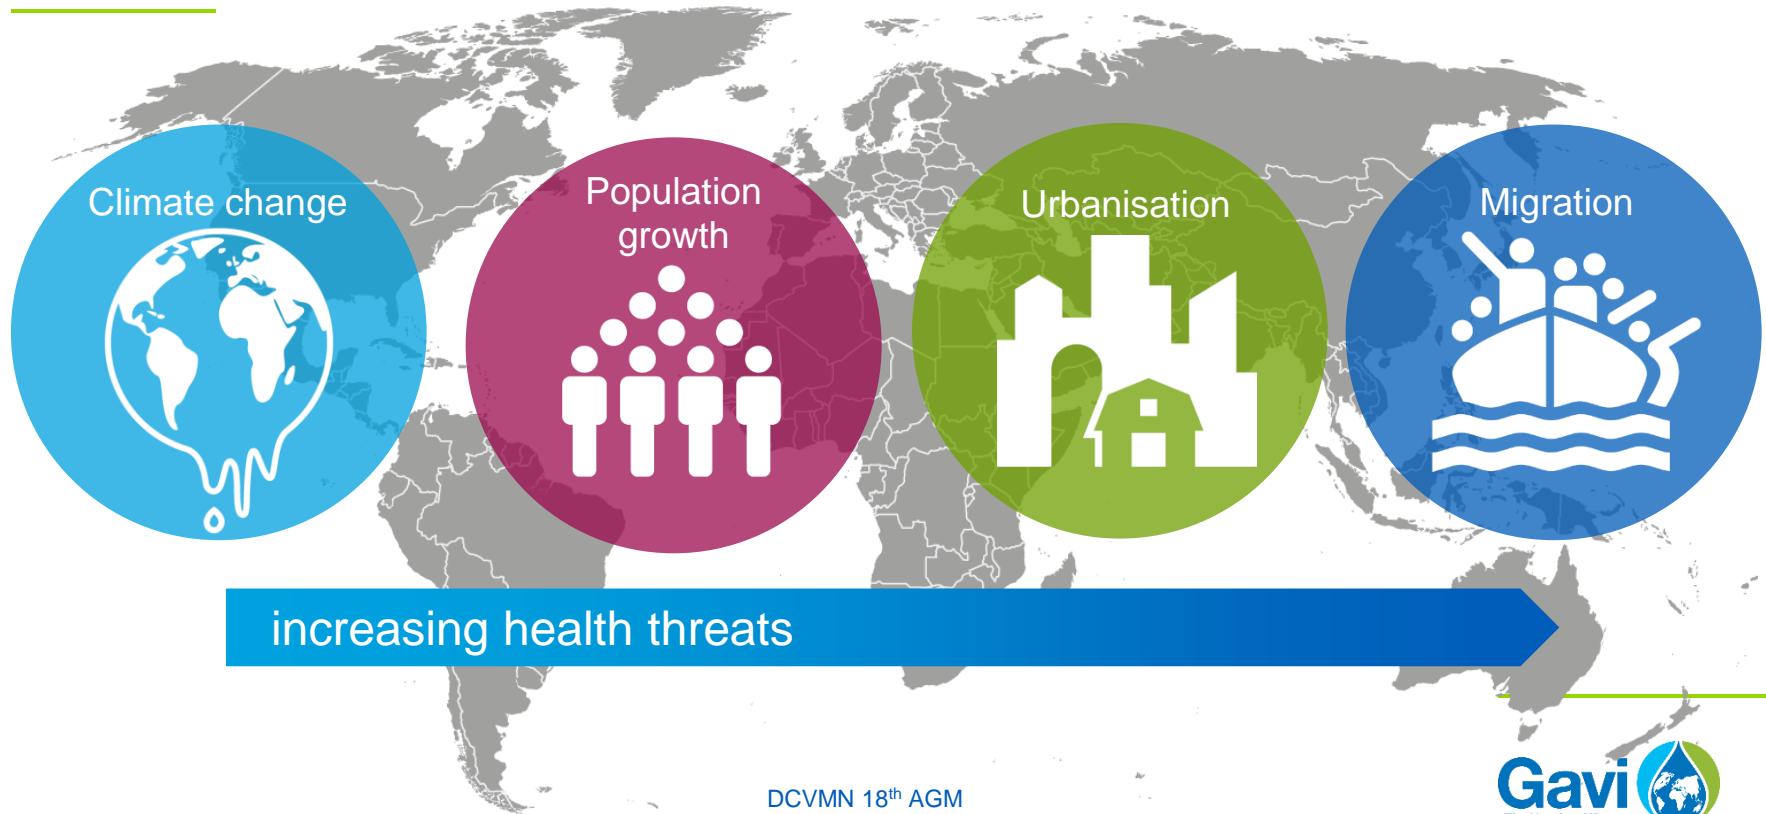 Climate change
Population
growth
Urbanisation
Migration
increasing health threats
DCVMN 18th AGM
Gavi